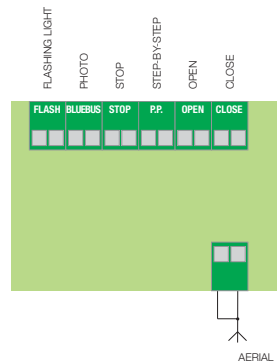 FLASHING LIGHT
PHOTO
STOP
STEP-BY-STEP
OPEN
CLOSE
FLASH
BLUEBUS
STOP
P.P.
OPEN
CLOSE
AERIAL